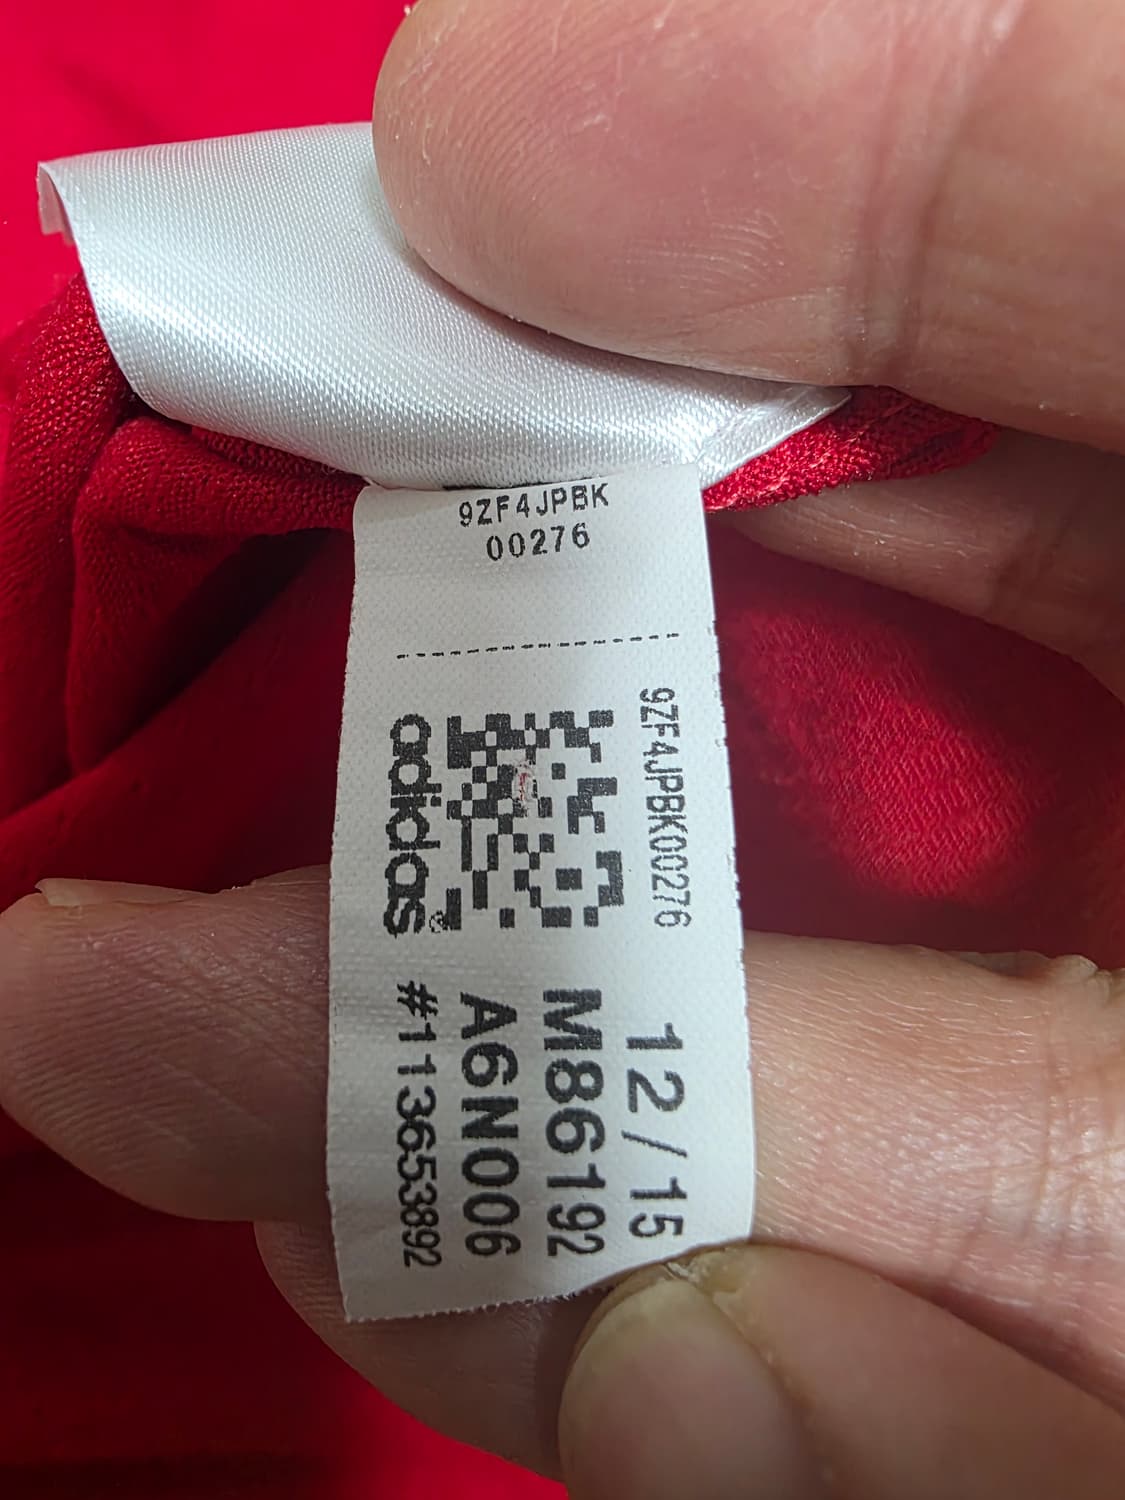 9ZF4JPBK
00276
9ZF4JPBK00276
adidas®
12/15
M86192
A6N006
#113653892